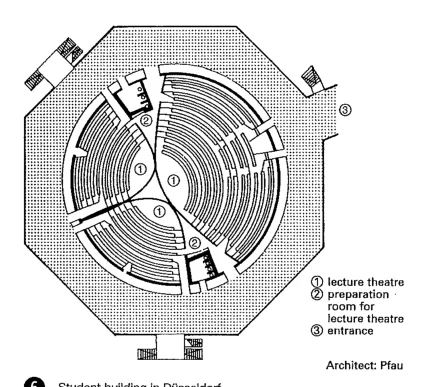 ②
③
①
①
①
②
① lecture theatre
② preparation
room for
lecture theatre
③ entrance
Architect: Pfau
6 Student building in Düsseldorf